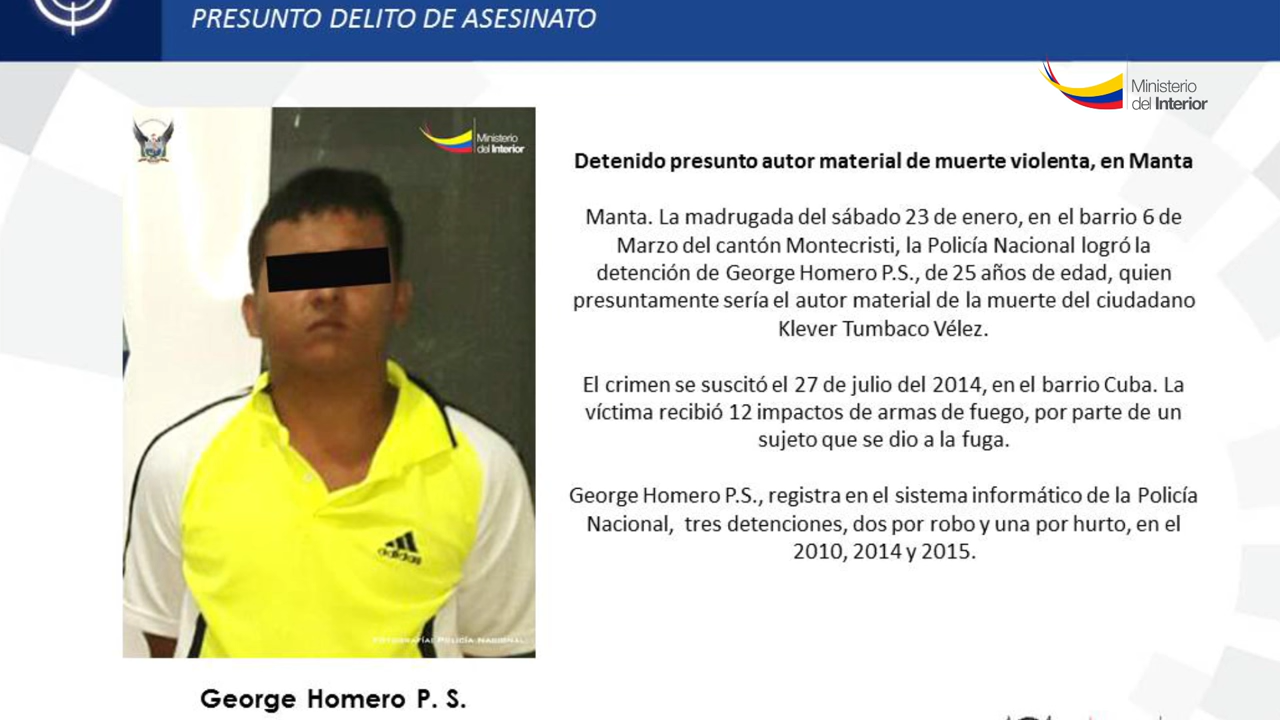 PRESUNTO DELITO DE ASESINATO
Ministerio
del Interior
Ministerio
del Interior
Detenido presunto autor material de muerte violenta, en Manta
Manta. La madrugada del sábado 23 de enero, en el barrio 6 de
Marzo del cantón Montecristi, la Policía Nacional logró la
detención de George Homero P.S., de 25 años de edad, quien
presuntamente sería el autor material de la muerte del ciudadano
Klever Tumbaco Vélez.
El crimen se suscitó el 27 de julio del 2014, en el barrio Cuba. La
víctima recibió 12 impactos de armas de fuego, por parte de un
sujeto que se dio a la fuga.
George Homero P.S., registra en el sistema informático de la Policía
Nacional, tres detenciones, dos por robo y una por hurto, en el
2010, 2014 y 2015.
adidas
Fotografía: Policía Nacional
George Homero P. S.